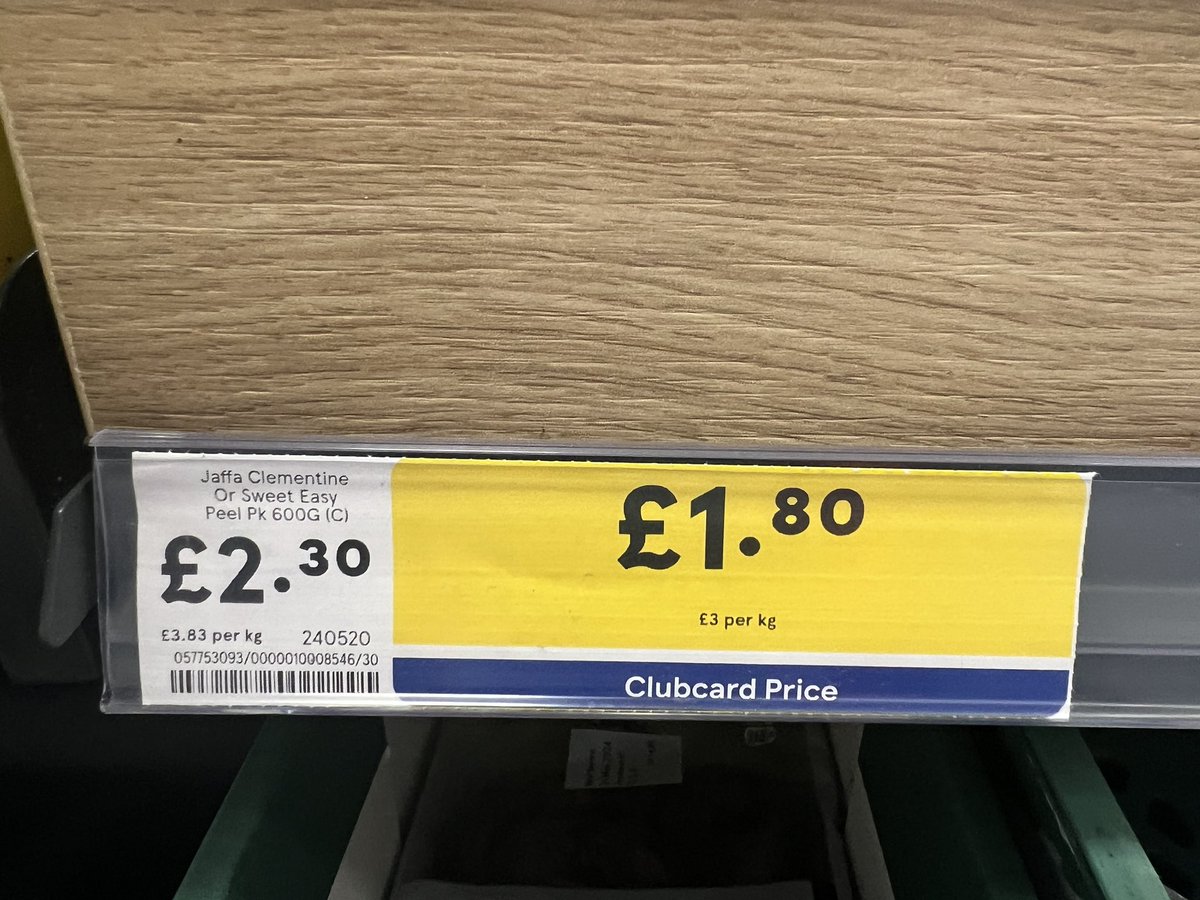 Jaffa Clementine
Or Sweet Easy
Peel Pk 600G (C)
£2.30
£3.83 per kg 240520
057753093/0000010008546/30
£1.80
£3 per kg
Clubcard Price